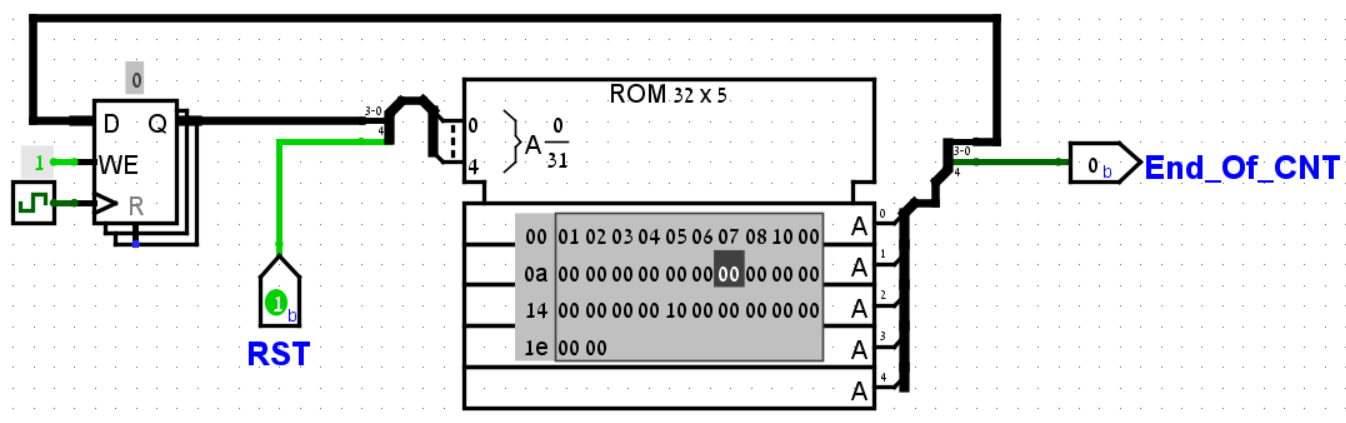 0
ROM 32 x 5
D Q
3-0
4
0
4
A 0
31
1
WE
R
3-0
4
0 b
End_Of_CNT
00 01 02 03 04 05 06 07 08 10 00
0a 00 00 00 00 00 00 00 00 00 00
14 00 00 00 00 10 00 00 00 00 00
1e 00 00
A 0
A 1
A 2
A 3
A 4
1 b
RST